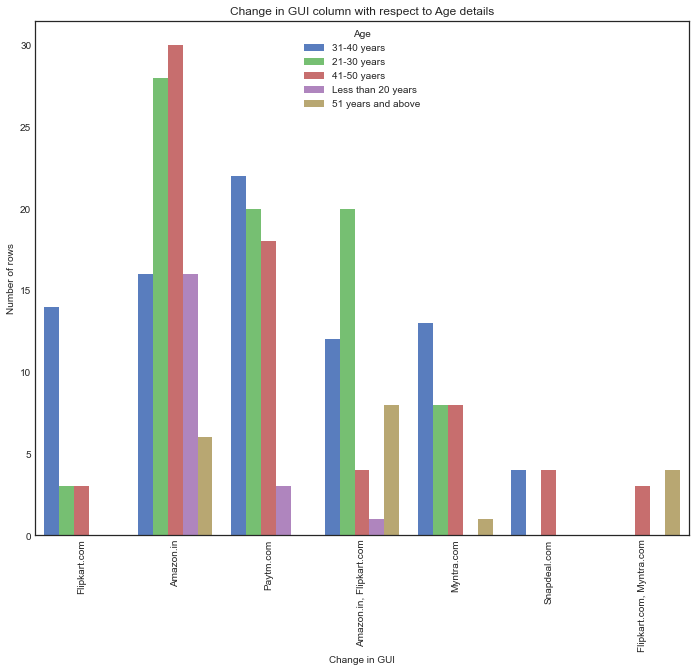 Change in GUI column with respect to Age details
Age
31-40 years
21-30 years
41-50 yaers
Less than 20 years
51 years and above
Number of rows
30
25
20
15
10
5
0
Flipkart.com
Amazon.in
Paytm.com
Amazon.in, Flipkart.com
Myntra.com
Snapdeal.com
Flipkart.com, Myntra.com
Change in GUI